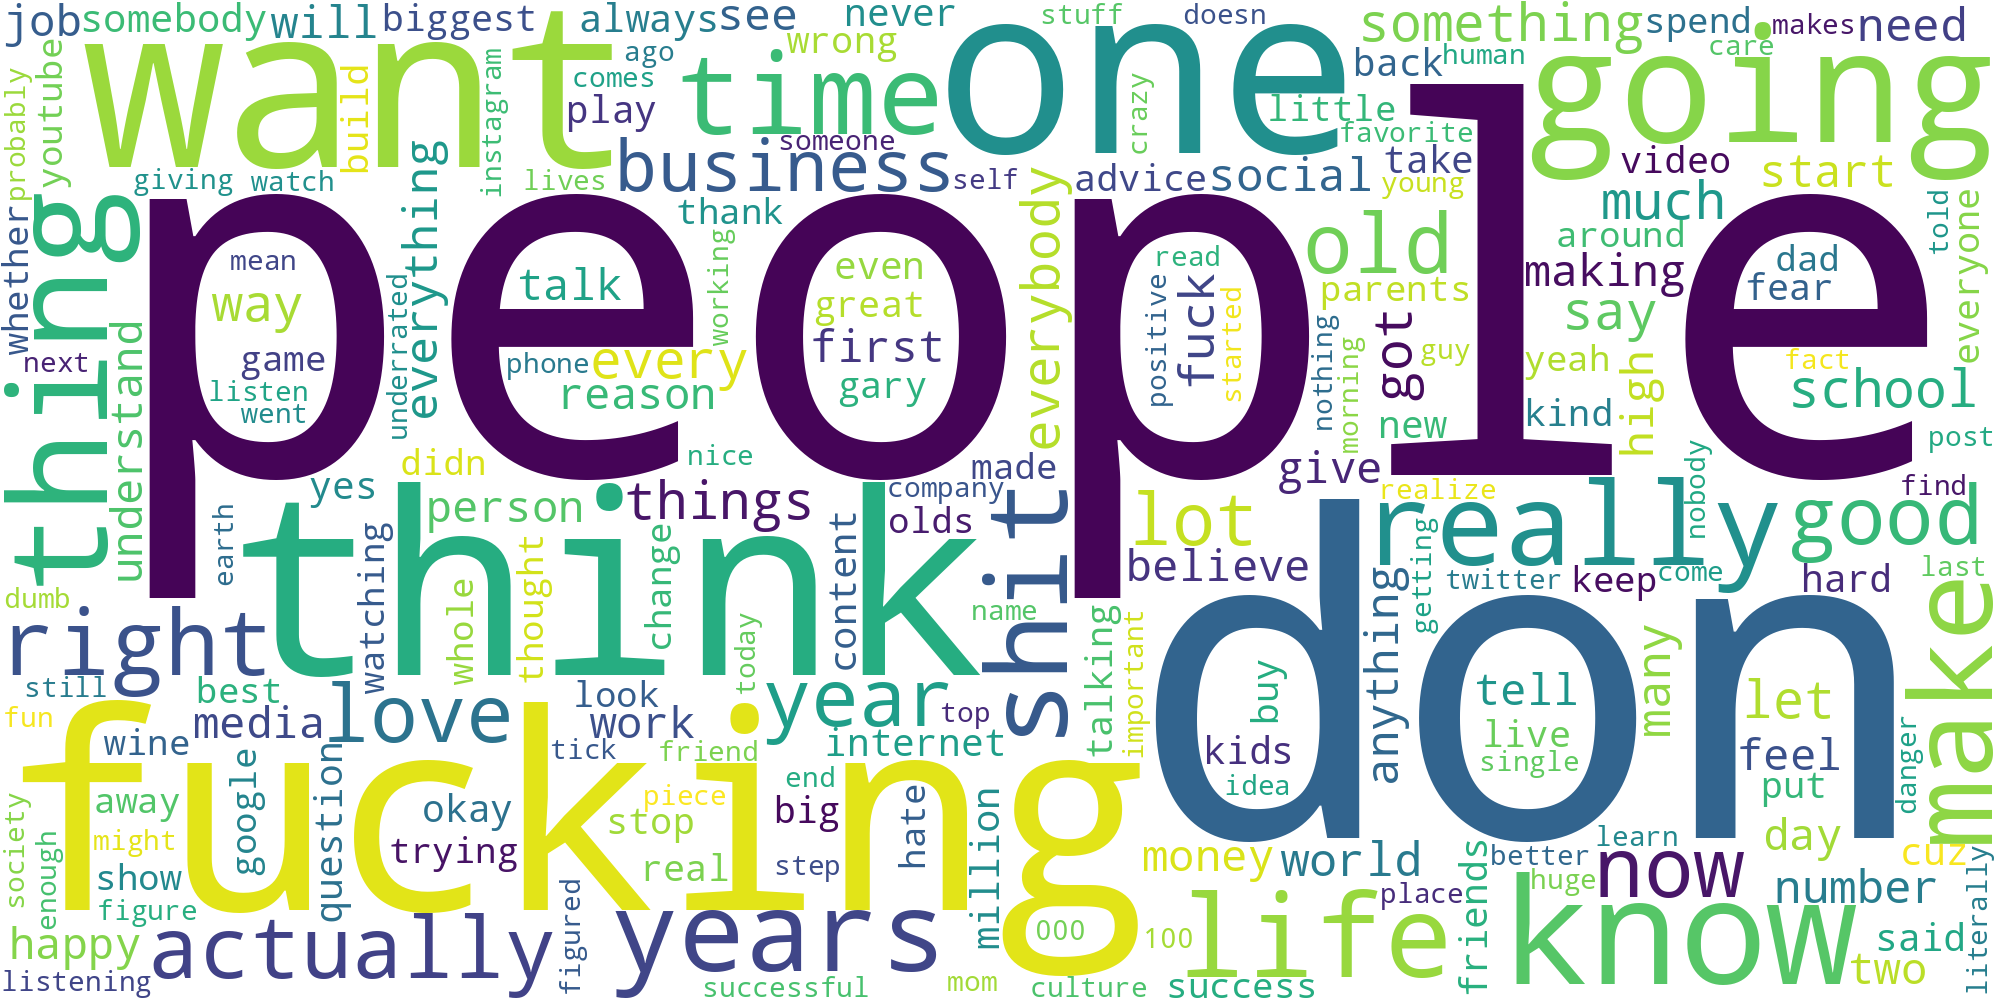 job
somebody
will
biggest
always
see
never
stuff
doesn
something
spend
makes
need
want
one
ago
wrong
care
time
going
probably
youtube
build
instagram
comes
play
crazy
back
human
little
favorite
someone
business
giving
watch
lives
self
advice
social
take
young
video
start
thing
everything
thank
everybody
much
told
everyone
whether
people
working
old
around
mean
talk
even
read
making
dad
way
great
positive
fuck
started
parents
say
fear
underrated
game
first
nothing
morning
got
guy
yeah
high
fact
next
understand
phone
every
listen
reason
gary
kind
school
went
new
post
didn
nice
made
give
yes
person
things
company
olds
shit
lot
realize
really
nobody
find
good
earth
watching
think
whole
thought
change
content
believe
anything
getting
twitter
keep
come
hard
last
dumb
name
don
right
today
talking
important
many
make
still
best
look
year
buy
tell
let
fun
media
love
work
top
live
wine
tick
friend
internet
kids
feel
single
fucking
google
question
end
idea
put
danger
society
away
okay
piece
big
million
might
stop
hate
learn
day
enough
trying
money
world
better
cuz
show
real
step
friends
huge
now
number
literally
figure
place
actually
figured
years
000
100
life
know
said
happy
two
listening
successful
mom
culture
success